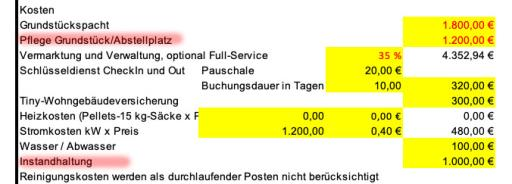 Kosten
Grundstückspacht 1.800,00 €
Pflege Grundstück/Abstellplatz 1.200,00 €
Vermarktung und Verwaltung, optional Full-Service 35 % 4.352,94 €
Schlüsseldienst CheckIn und Out Pauschale 20,00 €
Buchungsdauer in Tagen 10,00 320,00 €
Tiny-Wohngebäudeversicherung 300,00 €
Heizkosten (Pellets-15 kg-Säcke x P 0,00 0,00 € 0,00 €
Stromkosten kW x Preis 1.200,00 0,40 € 480,00 €
Wasser / Abwasser 100,00 €
Instandhaltung 1.000,00 €
Reinigungskosten werden als durchlaufender Posten nicht berücksichtigt